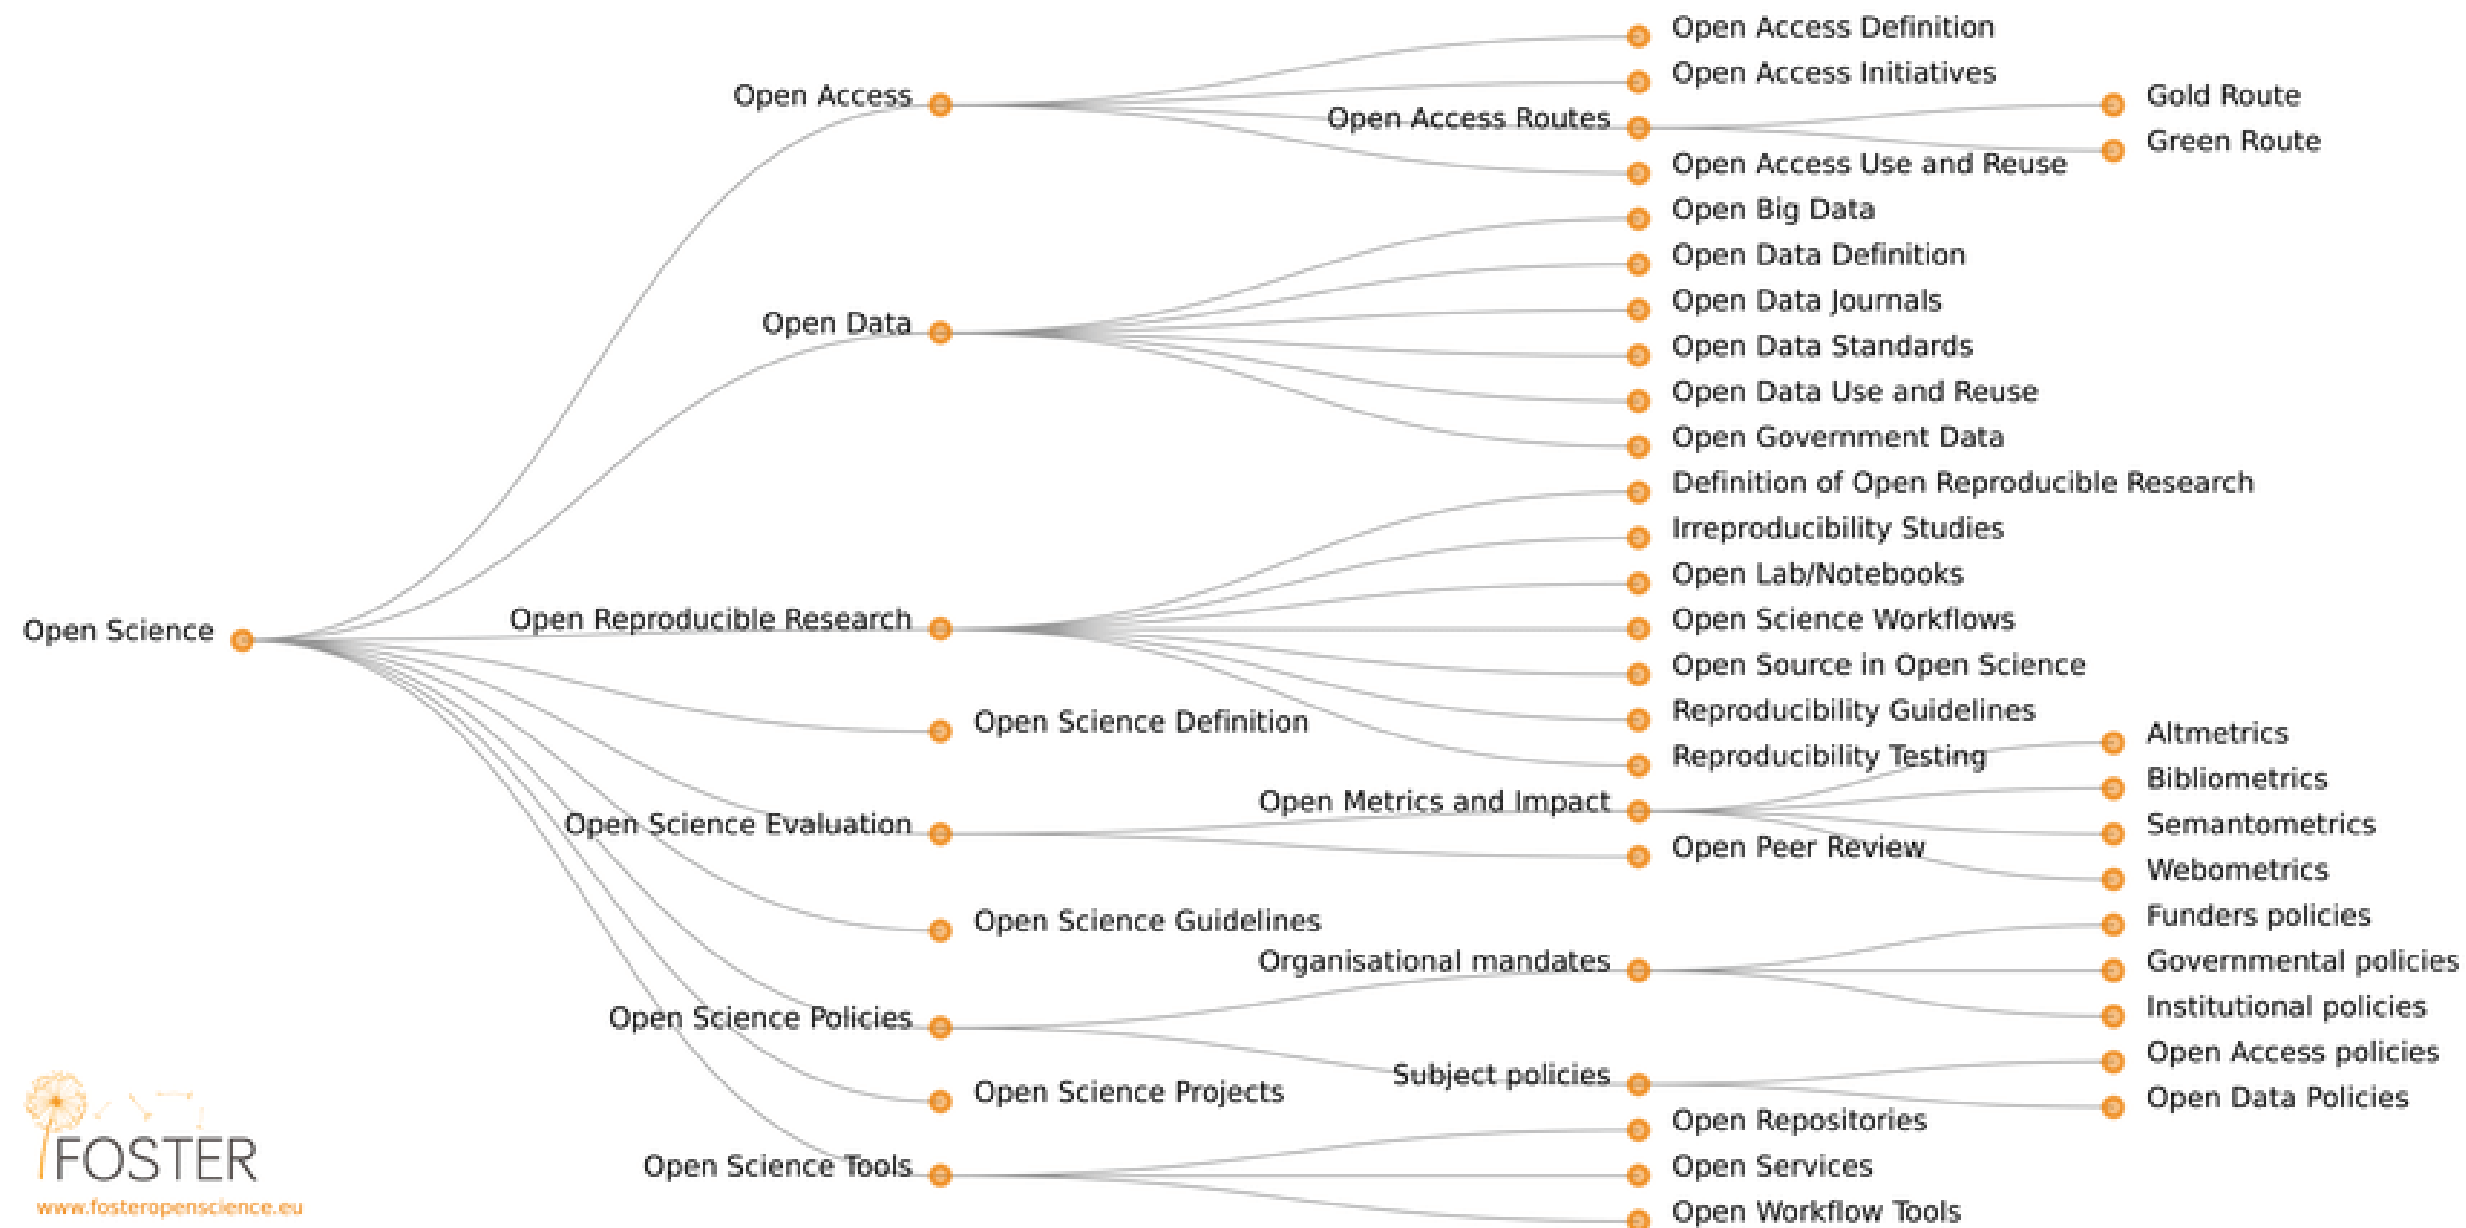 Open Science
Open Access
Open Access Definition
Open Access Initiatives
Open Access Routes
Gold Route
Green Route
Open Access Use and Reuse
Open Data
Open Big Data
Open Data Definition
Open Data Journals
Open Data Standards
Open Data Use and Reuse
Open Government Data
Open Reproducible Research
Definition of Open Reproducible Research
Irreproducibility Studies
Open Lab/Notebooks
Open Science Workflows
Open Source in Open Science
Reproducibility Guidelines
Reproducibility Testing
Open Science Definition
Open Science Evaluation
Open Metrics and Impact
Altmetrics
Bibliometrics
Semantometrics
Webometrics
Open Peer Review
Open Science Guidelines
Open Science Policies
Organisational mandates
Funders policies
Governmental policies
Institutional policies
Subject policies
Open Access policies
Open Data Policies
Open Science Projects
Open Science Tools
Open Repositories
Open Services
Open Workflow Tools
FOSTER
www.fosteropenscience.eu